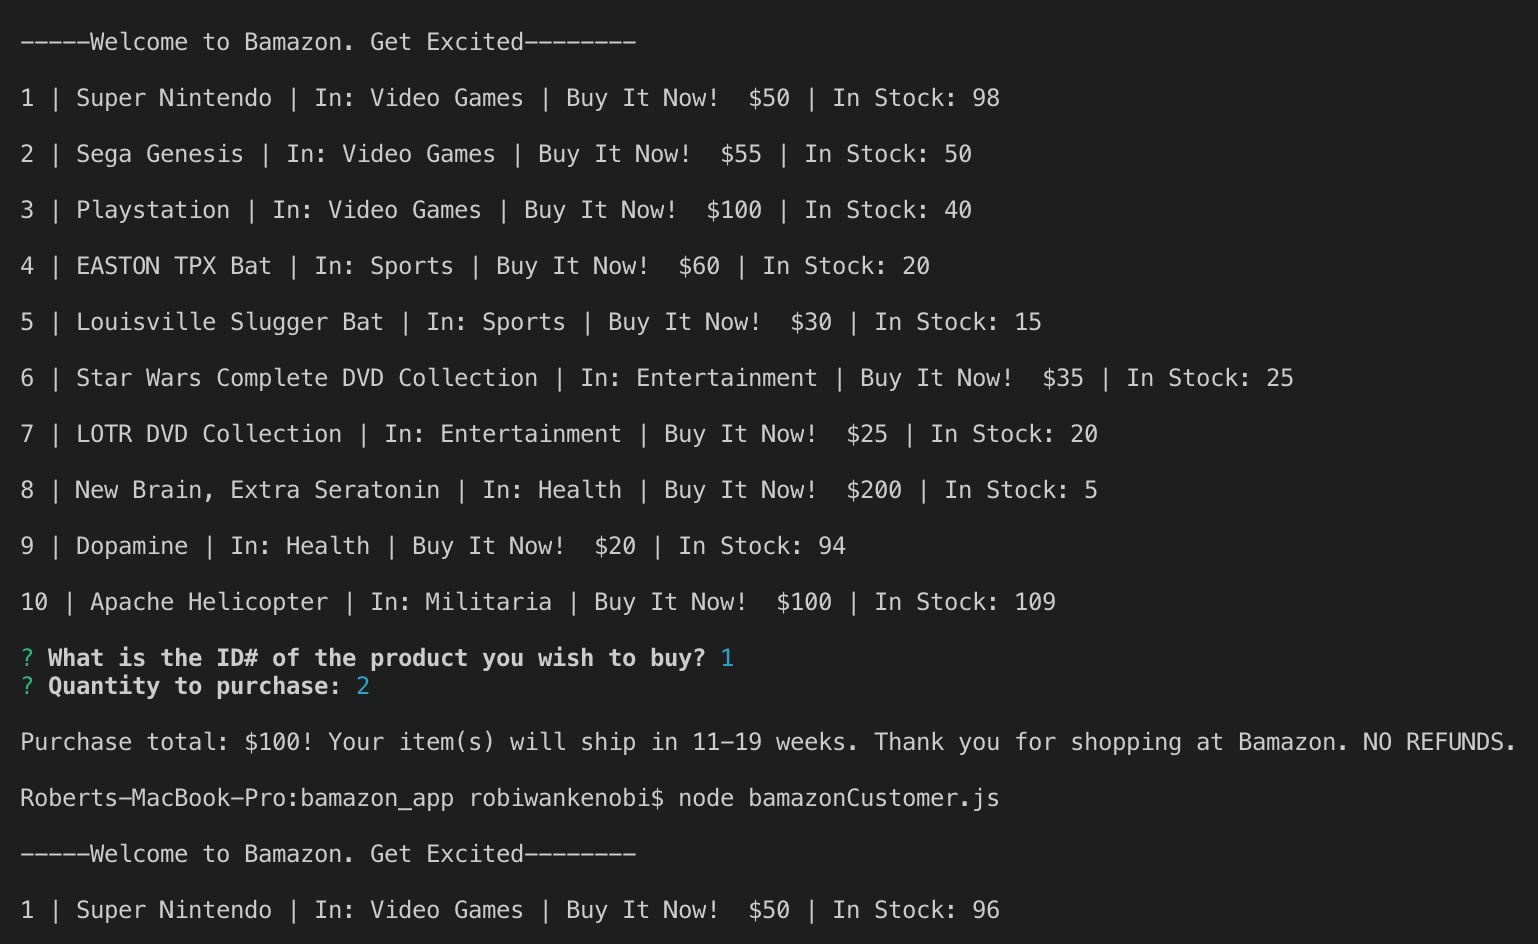 -----Welcome to Bamazon. Get Excited--------
1 | Super Nintendo | In: Video Games | Buy It Now!  $50 | In Stock: 98
2 | Sega Genesis | In: Video Games | Buy It Now!  $55 | In Stock: 50
3 | Playstation | In: Video Games | Buy It Now!  $100 | In Stock: 40
4 | EASTON TPX Bat | In: Sports | Buy It Now!  $60 | In Stock: 20
5 | Louisville Slugger Bat | In: Sports | Buy It Now!  $30 | In Stock: 15
6 | Star Wars Complete DVD Collection | In: Entertainment | Buy It Now!  $35 | In Stock: 25
7 | LOTR DVD Collection | In: Entertainment | Buy It Now!  $25 | In Stock: 20
8 | New Brain, Extra Seratonin | In: Health | Buy It Now!  $200 | In Stock: 5
9 | Dopamine | In: Health | Buy It Now!  $20 | In Stock: 94
10 | Apache Helicopter | In: Militaria | Buy It Now!  $100 | In Stock: 109
? What is the ID# of the product you wish to buy? 1
? Quantity to purchase: 2
Purchase total: $100! Your item(s) will ship in 11-19 weeks. Thank you for shopping at Bamazon. NO REFUNDS.
Roberts-MacBook-Pro:bamazon_app robiwankenobi$ node bamazonCustomer.js
-----Welcome to Bamazon. Get Excited--------
1 | Super Nintendo | In: Video Games | Buy It Now!  $50 | In Stock: 96